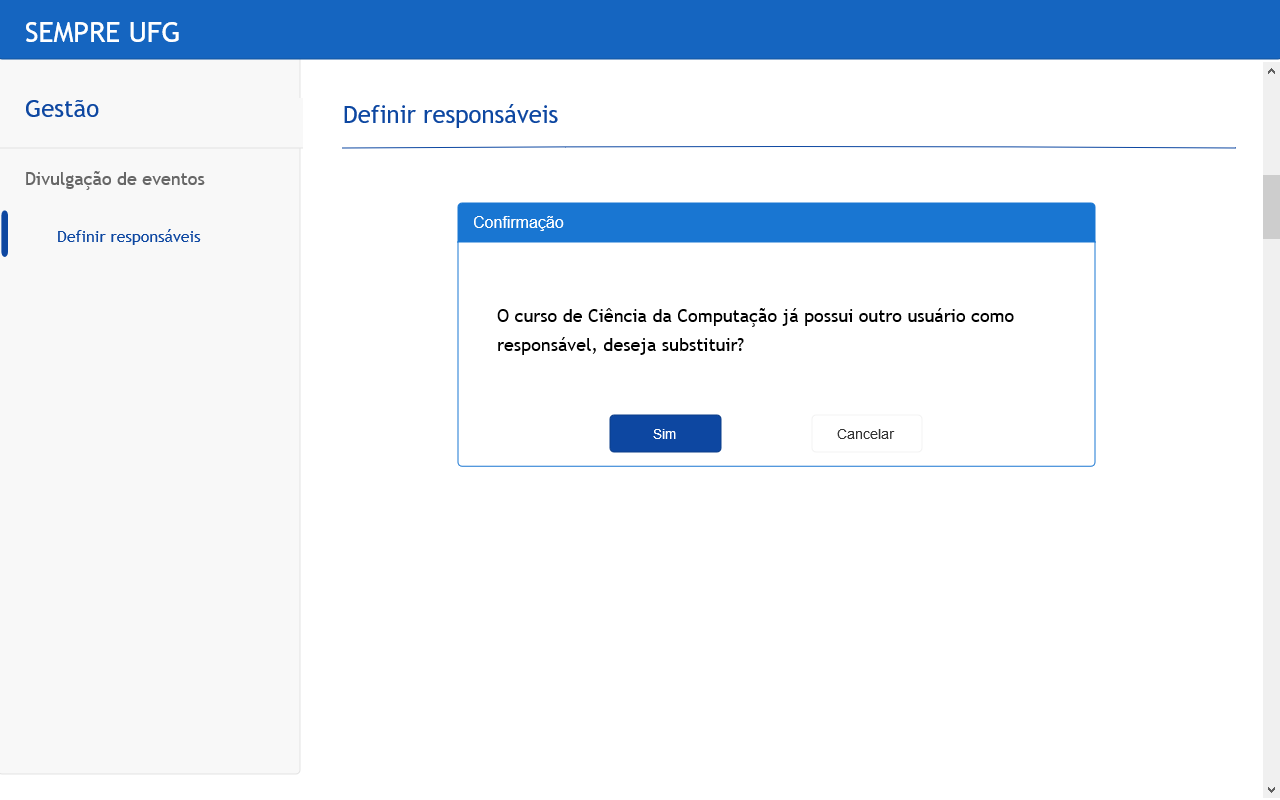 SEMPRE UFG
Gestão
Divulgação de eventos
Definir responsáveis
Definir responsáveis
Confirmação
O curso de Ciência da Computação já possui outro usuário como
responsável, deseja substituir?
Sim
Cancelar